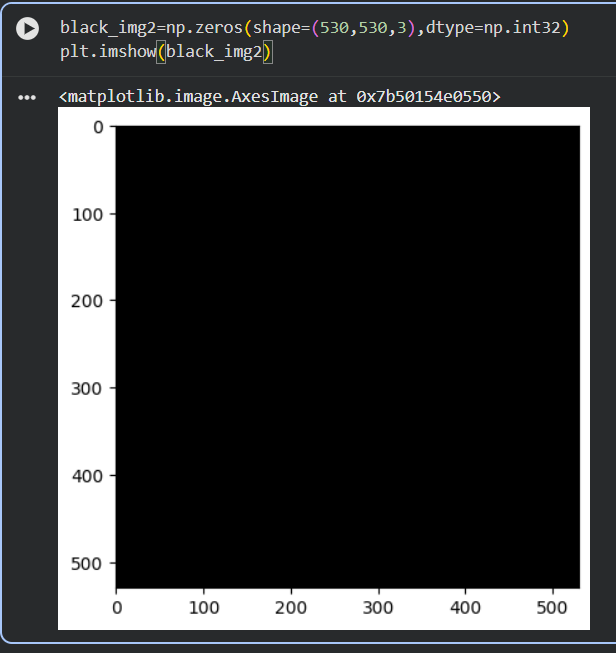 black_img2=np.zeros(shape=(530,530,3),dtype=np.int32)
plt.imshow(black_img2)
<matplotlib.image.AxesImage at 0x7b50154e0550>
0
100
200
300
400
500
0 100 200 300 400 500